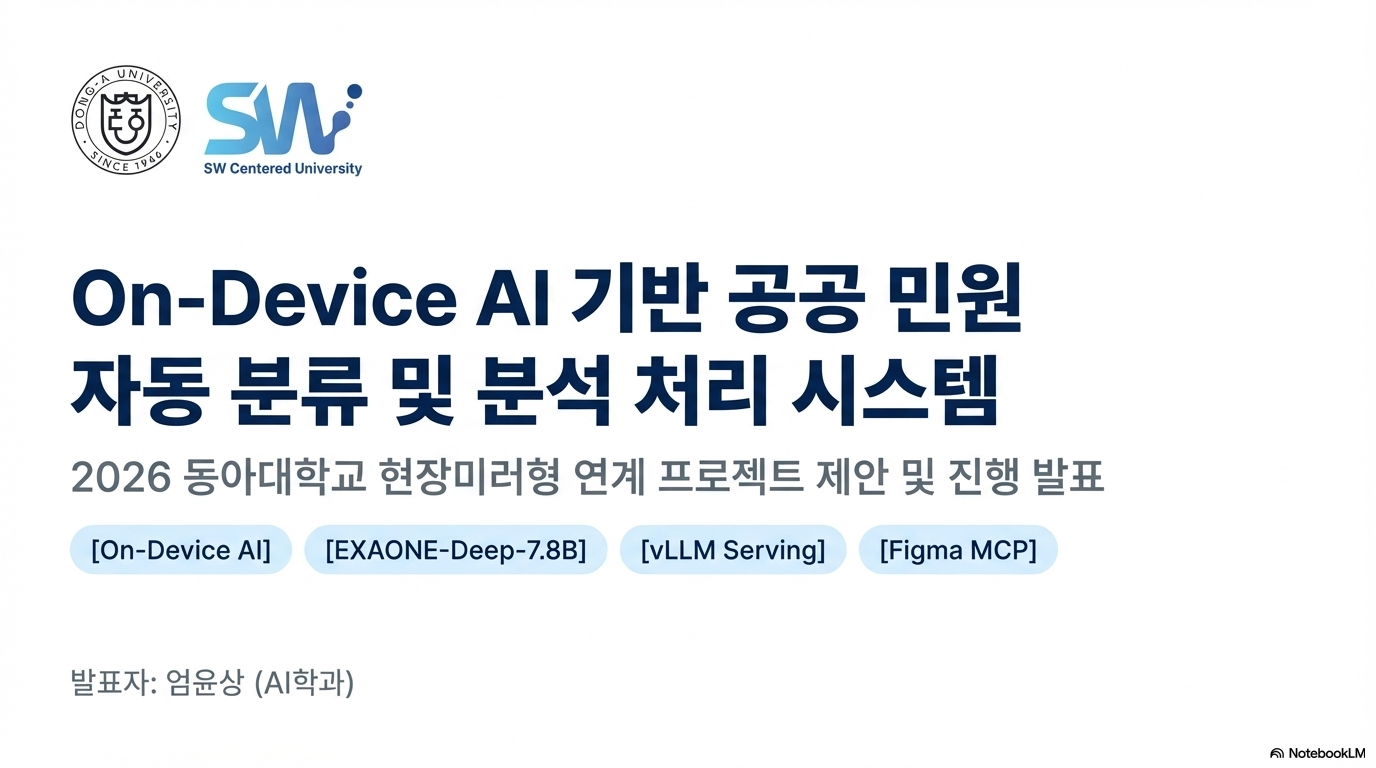 DONG-A UNIVERSITY
SINCE 1946
SW
SW Centered University
On-Device AI 기반 공공 민원
자동 분류 및 분석 처리 시스템
2026 동아대학교 현장미러형 연계 프로젝트 제안 및 진행 발표
[On-Device AI] [EXAONE-Deep-7.8B] [vLLM Serving] [Figma MCP]
발표자: 엄윤상 (AI학과)
NotebookLM